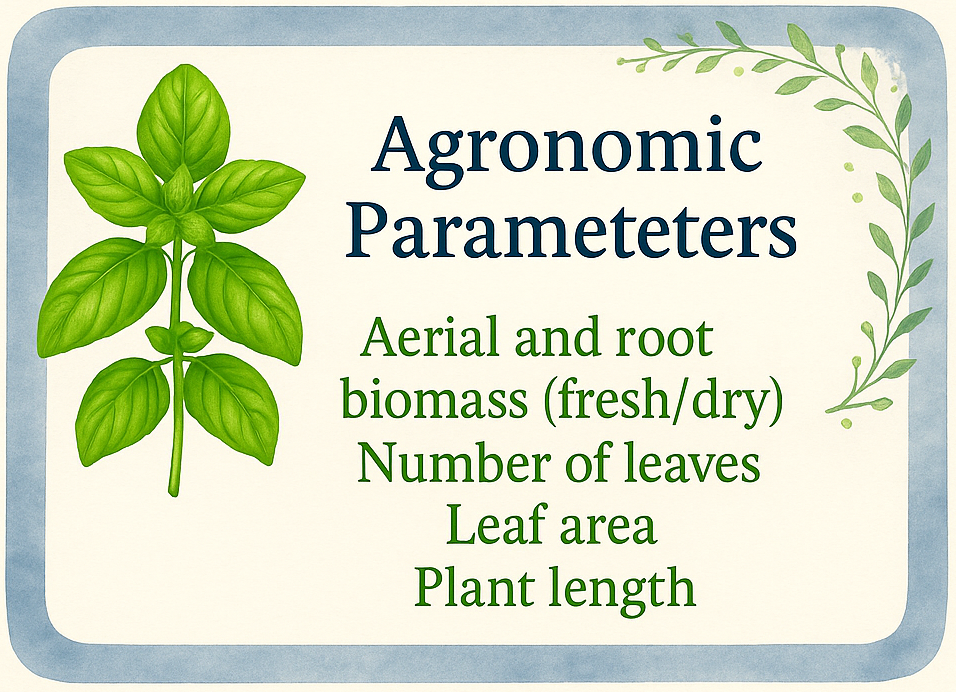 Agronomic
Parameteters
Aerial and root
biomass (fresh/dry)
Number of leaves
Leaf area
Plant length